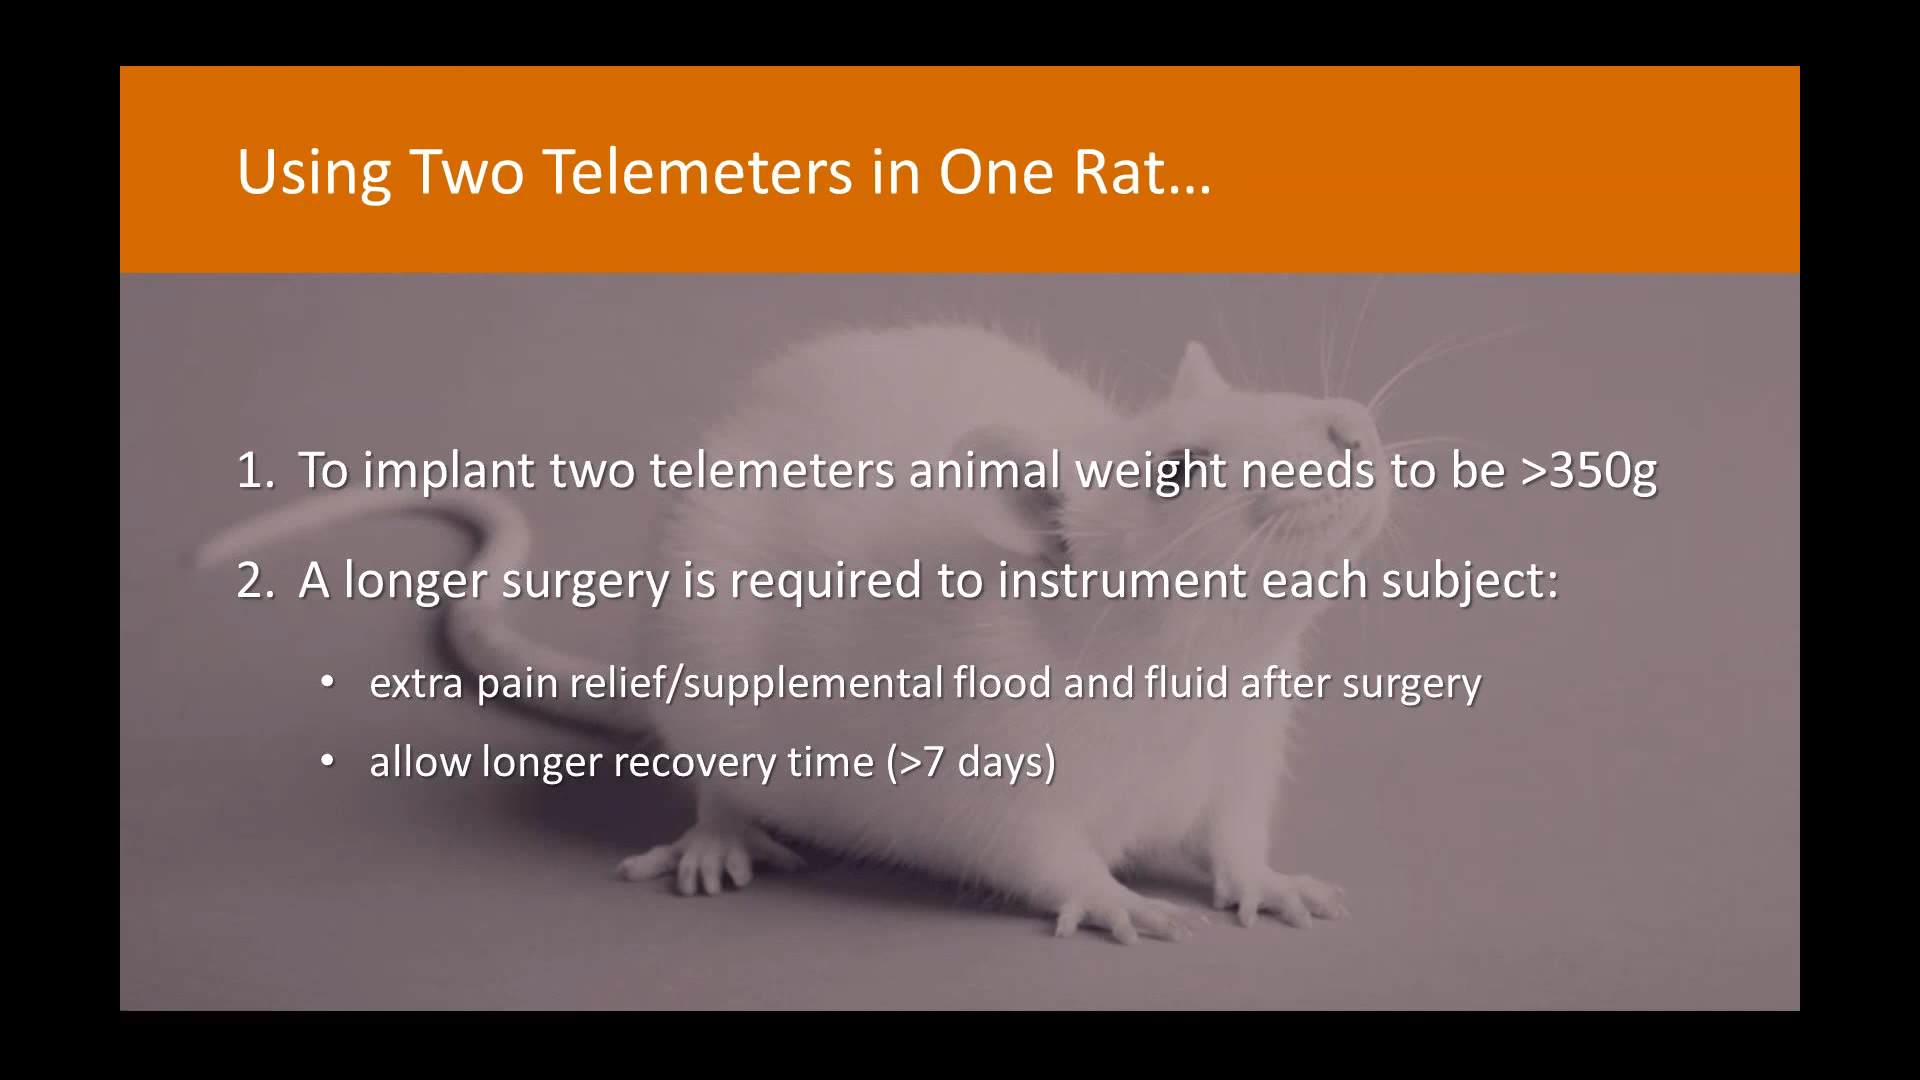 Using Two Telemeters in One Rat...
1. To implant two telemeters animal weight needs to be >350g
2. A longer surgery is required to instrument each subject:
• extra pain relief/supplemental flood and fluid after surgery
• allow longer recovery time (>7 days)